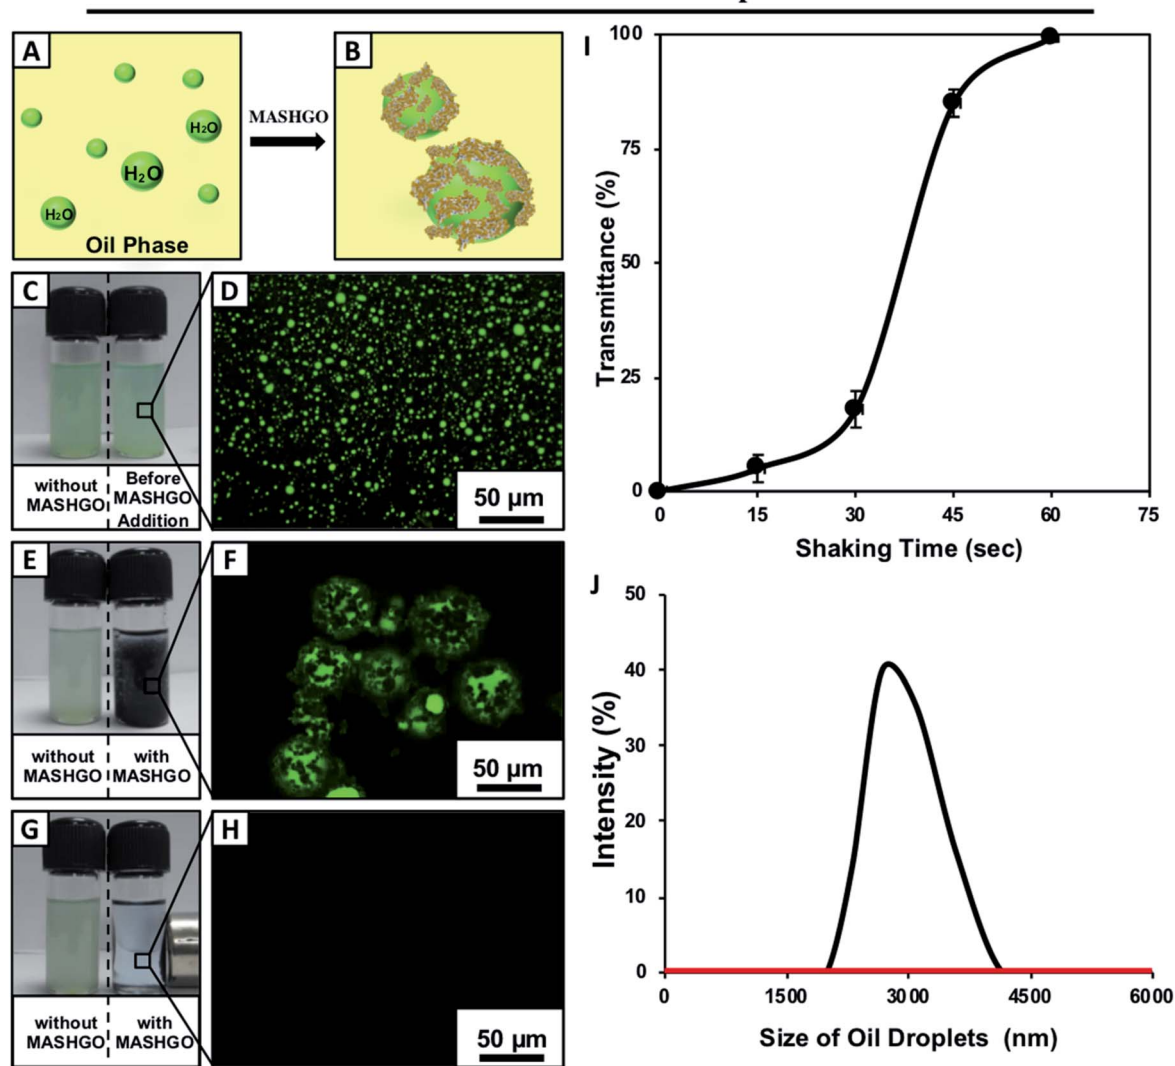 A
H₂O
H₂O
H₂O
Oil Phase
MASHGO
B
C
without
MASHGO
Before
MASHGO
Addition
D
50 µm
E
without
MASHGO
with
MASHGO
F
50 µm
G
without
MASHGO
with
MASHGO
H
50 µm
I
Transmittance (%)
100
75
50
25
0
0 15 30 45 60 75
Shaking Time (sec)
J
Intensity (%)
50
40
30
20
10
0
0 1500 3000 4500 6000
Size of Oil Droplets (nm)